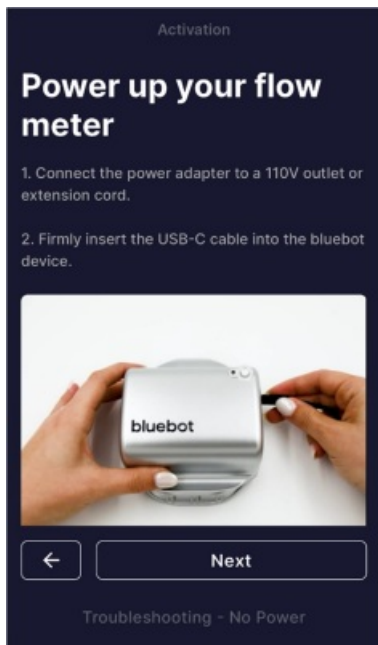 Activation
Power up your flow
meter
1. Connect the power adapter to a 110V outlet or
extension cord.
2. Firmly insert the USB-C cable into the bluebot
device.
bluebot
Next
Troubleshooting - No Power